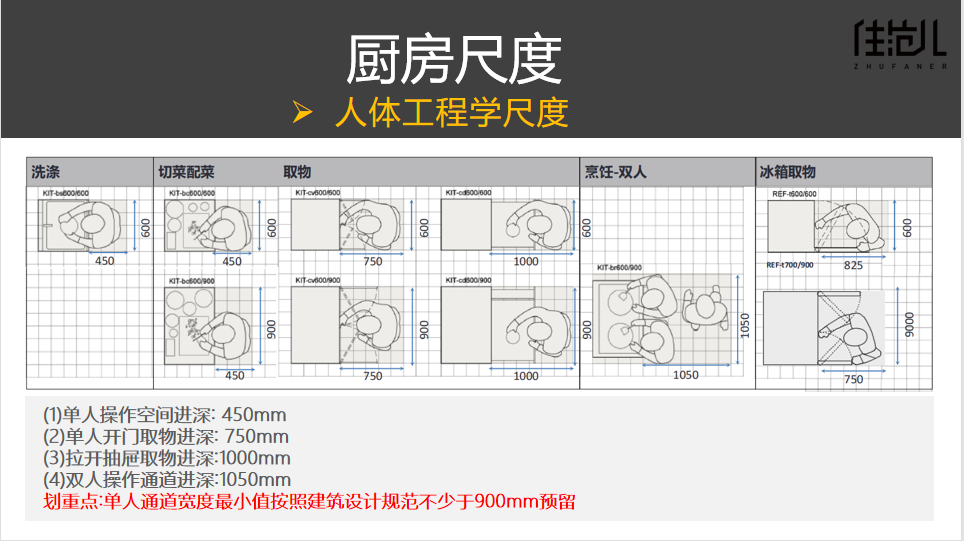 厨房尺度
住范儿
ZHUFANER
➢ 人体工程学尺度
洗涤
切菜配菜
取物
烹饪-双人
冰箱取物
KIT-bs600/600
600
450
KIT-bc600/600
600
450
KIT-cv600/600
600
750
KIT-cd600/600
600
1000
REF-t600/600
600
825
KIT-bc600/900
900
450
KIT-cv600/900
900
750
KIT-cd600/900
900
1000
KIT-br600/900
1050
1050
REF-t700/900
9000
750
(1)单人操作空间进深: 450mm
(2)单人开门取物进深: 750mm
(3)拉开抽屉取物进深:1000mm
(4)双人操作通道进深:1050mm
划重点:单人通道宽度最小值按照建筑设计规范不少于900mm预留